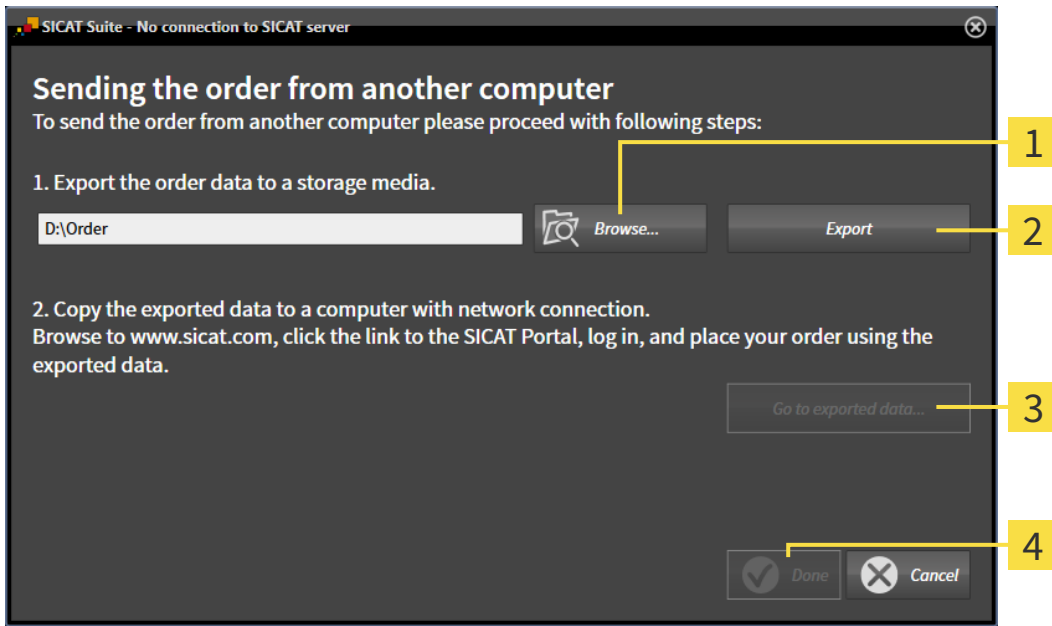 SICAT Suite - No connection to SICAT server
Sending the order from another computer
To send the order from another computer please proceed with following steps:
1
1. Export the order data to a storage media.
D:\Order
Browse...
Export
2
2. Copy the exported data to a computer with network connection.
Browse to www.sicat.com, click the link to the SICAT Portal, log in, and place your order using the
exported data.
Go to exported data...
3
4
Done
Cancel